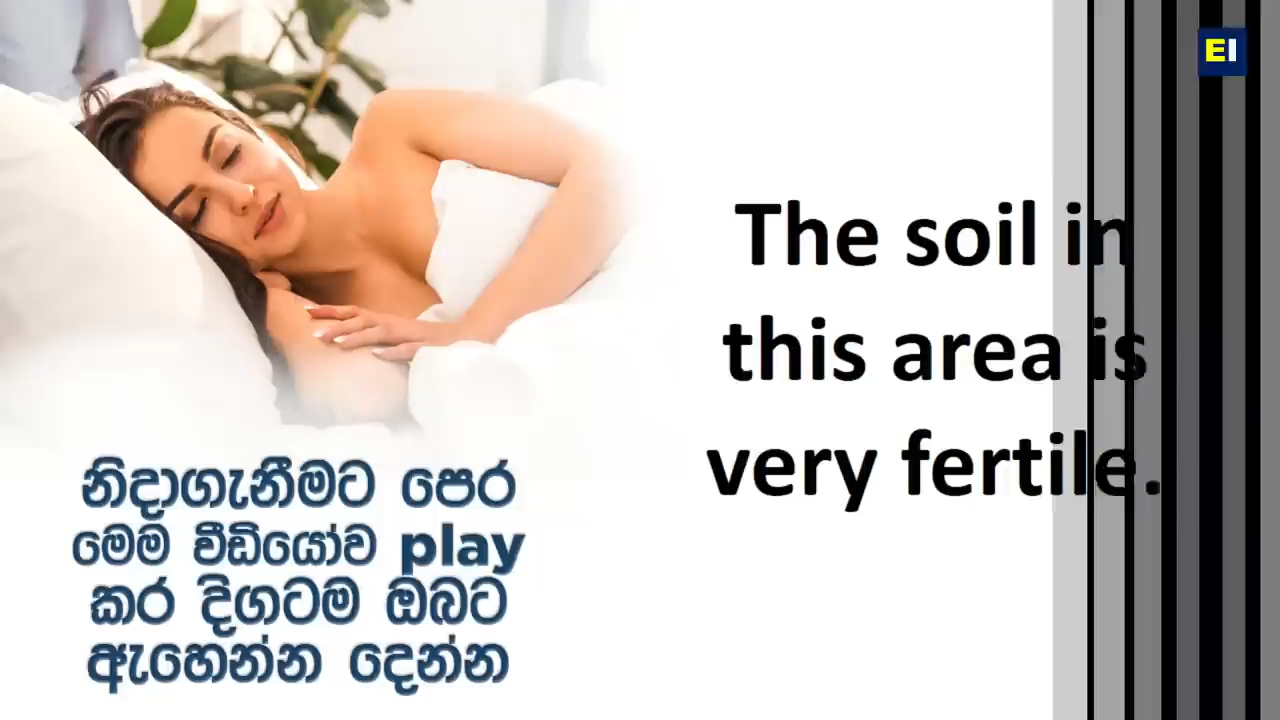 EI
The soil in
this area is
very fertile.
නිදාගැනීමට පෙර
මෙම වීඩියෝව play
කර දිගටම ඔබට
ඇහෙන්න දෙන්න